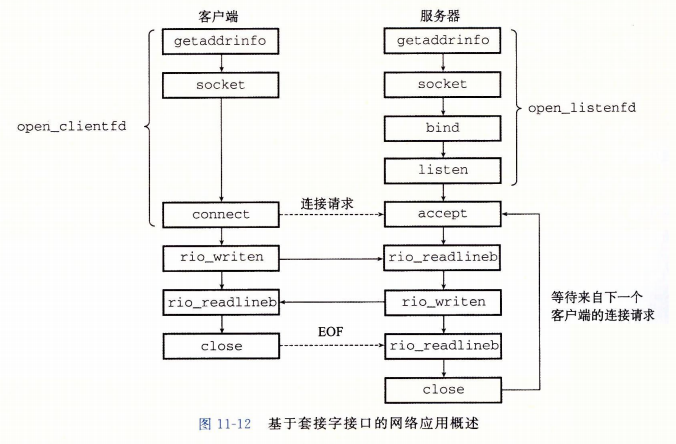 客户端
服务器
getaddrinfo
getaddrinfo
socket
socket
open_clientfd
open_listenfd
bind
listen
连接请求
connect
accept
rio_writen
rio_readlineb
rio_readlineb
rio_writen
等待来自下一个
客户端的连接请求
EOF
close
rio_readlineb
close
图 11-12 基于套接字接口的网络应用概述